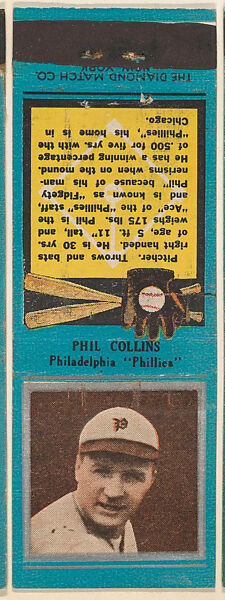 THE DIAMOND MATCH CO.
NEW YORK
Pitcher. Throws and bats
right handed. He is 30 yrs.
of age, 5 ft. 11" tall, and
weighs 175 lbs. Phil is the
"Ace" of the "Phillies" staff,
and is known as "Fidgety
Phil" because of his man-
nerisms when on the mound.
He has winning percentage
of .500 for five yrs. with the
"Phillies", his home is in
Chicago.
PHIL COLLINS
Philadelphia "Phillies"
P